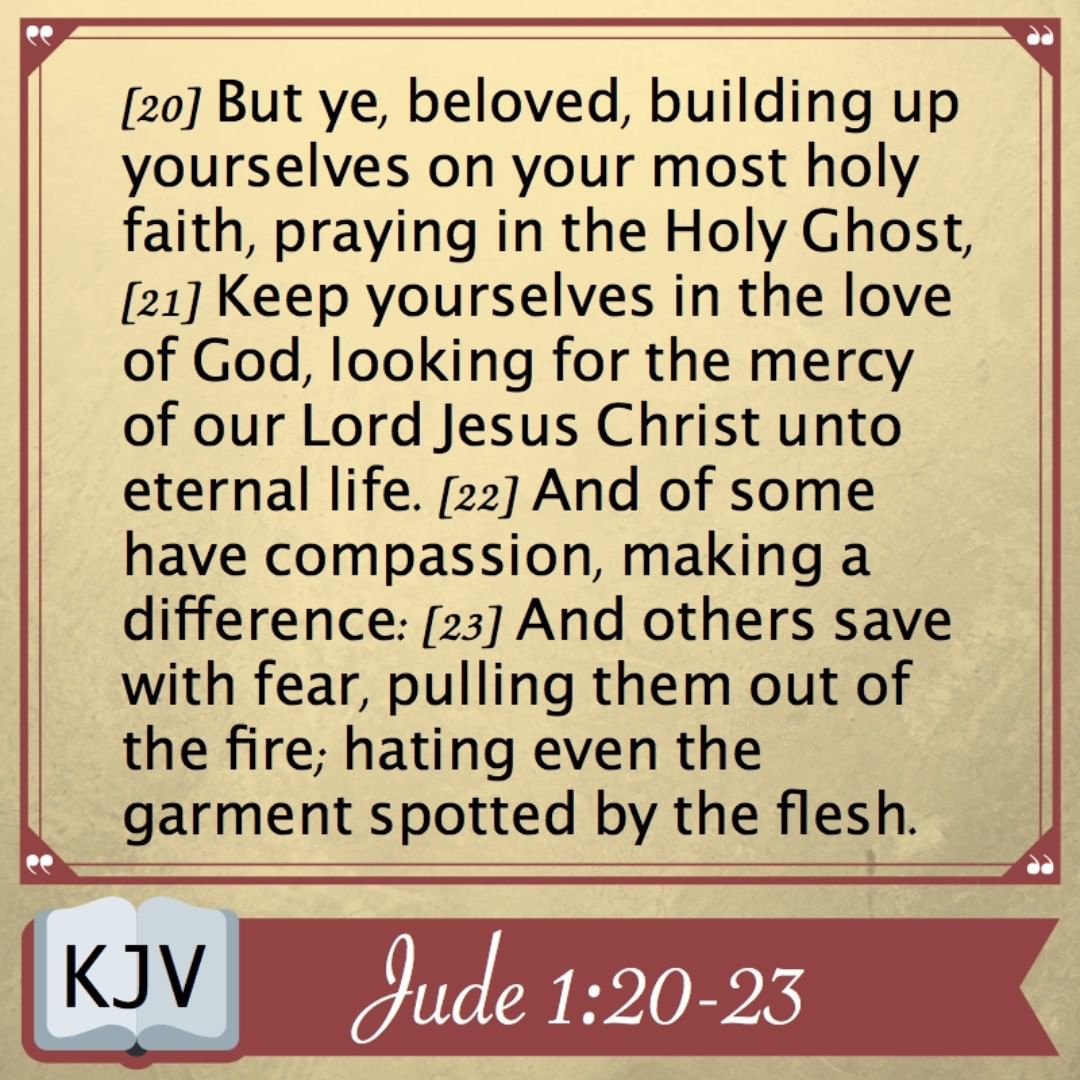 [20] But ye, beloved, building up
yourselves on your most holy
faith, praying in the Holy Ghost,
[21] Keep yourselves in the love
of God, looking for the mercy
of our Lord Jesus Christ unto
eternal life. [22] And of some
have compassion, making a
difference: [23] And others save
with fear, pulling them out of
the fire; hating even the
garment spotted by the flesh.
KJV
Jude 1:20-23